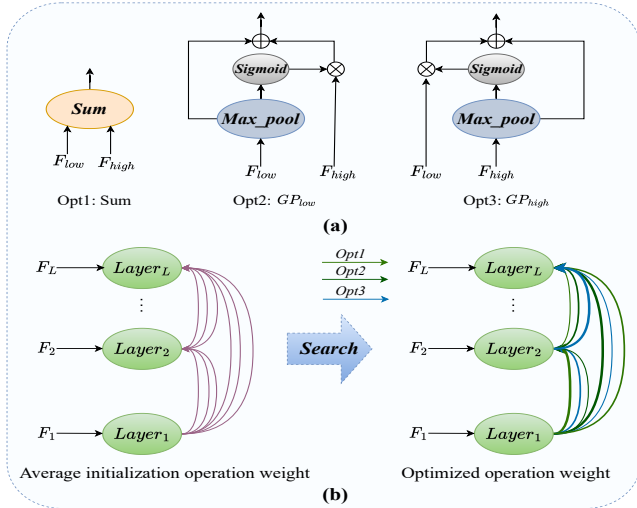 Sigmoid
Sigmoid
Sum
Max_pool
Max_pool
F_low F_high
F_low F_high
F_low F_high
Opt1: Sum
Opt2: GP_low
Opt3: GP_high
(a)
F_L Layer_L
⋮
F_2 Layer_2
F_1 Layer_1
Average initialization operation weight
Opt1
Opt2
Opt3
Search
F_L Layer_L
⋮
F_2 Layer_2
F_1 Layer_1
Optimized operation weight
(b)